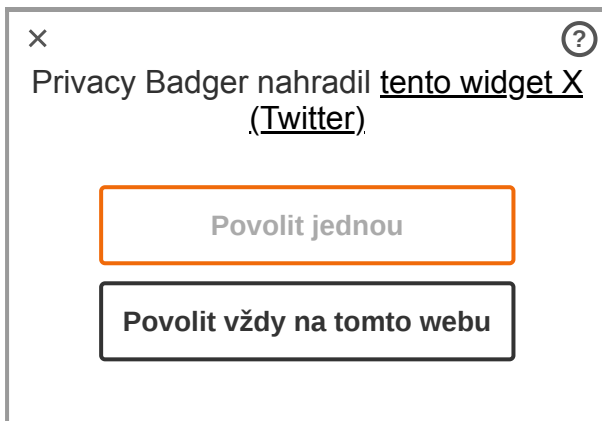 ×
?
Privacy Badger nahradil tento widget X
(Twitter)
Povolit jednou
Povolit vždy na tomto webu